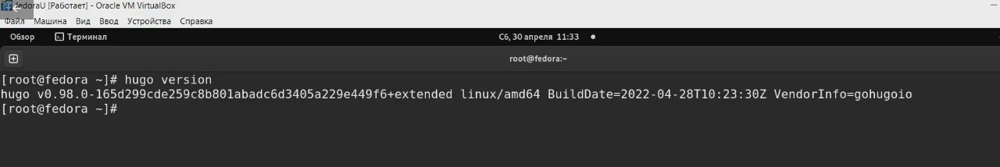 fedoraU [Работает] - Oracle VM VirtualBox
Файл Машина Вид Ввод Устройства Справка
Обзор Терминал Сб, 30 апреля 11:33
root@fedora:~
[root@fedora ~]# hugo version
hugo v0.98.0-165d299cde259c8b801abadc6d3405a229e449f6+extended linux/amd64 BuildDate=2022-04-28T10:23:30Z VendorInfo=gohugoio
[root@fedora ~]#